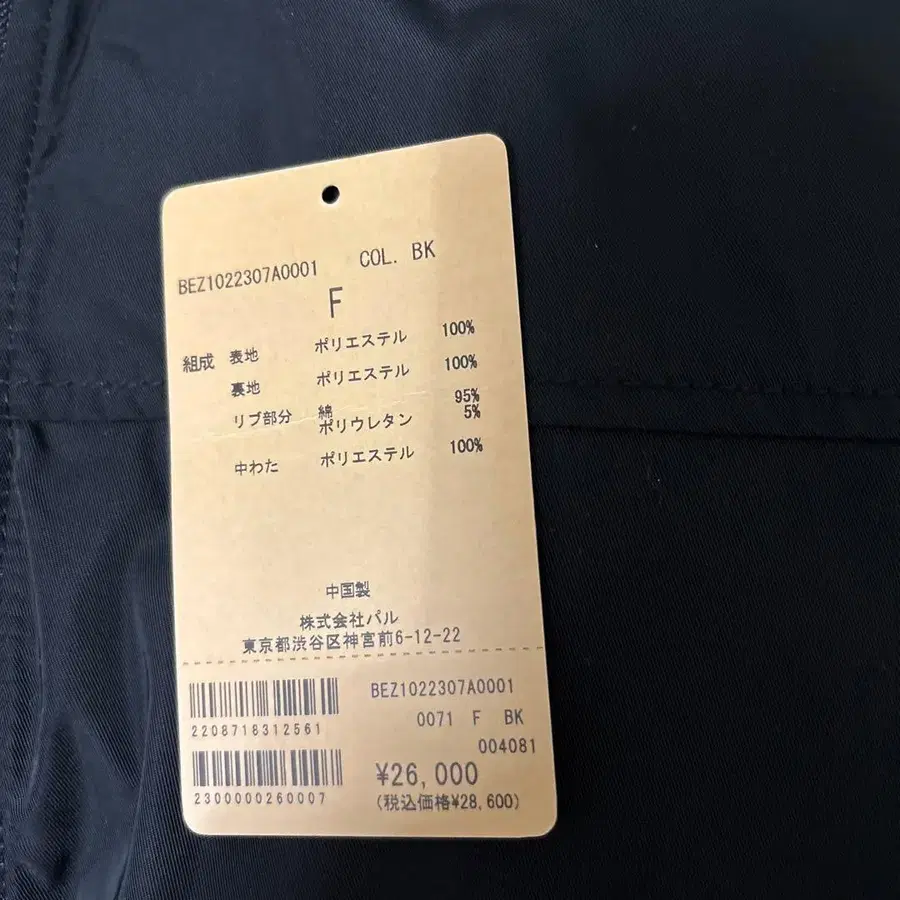 BEZ1022307A0001 COL. BK
F
組成 表地 ポリエステル 100%
裏地 ポリエステル 100%
リブ部分 綿 95%
ポリウレタン 5%
中わた ポリエステル 100%
中国製
株式会社パル
東京都渋谷区神宮前6-12-22
BEZ1022307A0001
2208718312561
0071 F BK
004081
2300000260007
¥26,000
(税込価格¥28,600)